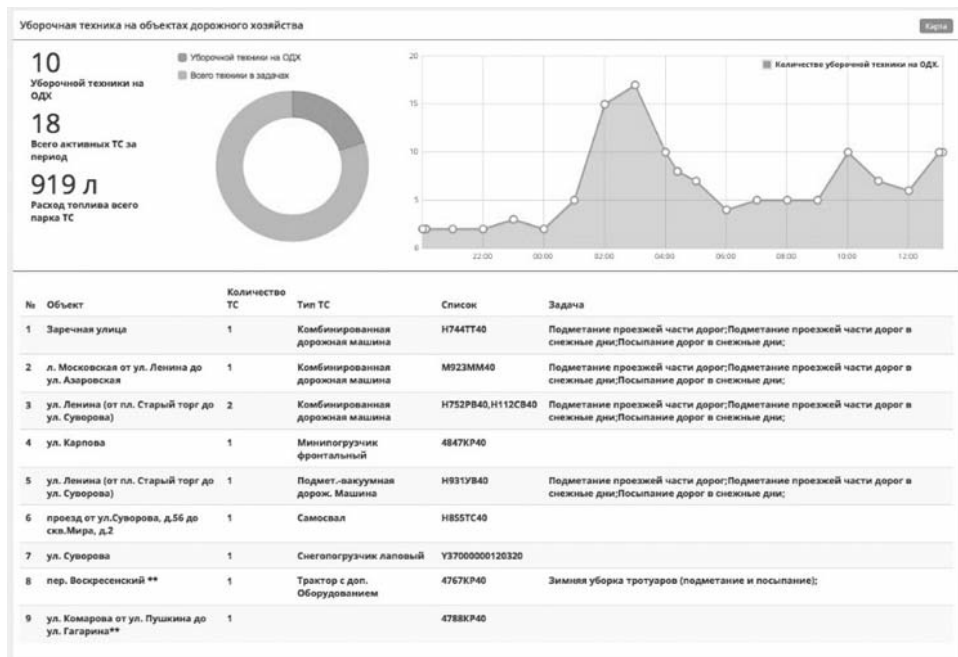 Уборочная техника на объектах дорожного хозяйства
Карта
10
Уборочной техники на
ОДХ
18
Всего активных ТС за
период
919 л
Расход топлива всего
парка ТС
Уборочной техники на ОДХ
Всего техники в задачах
Количество уборочной техники на ОДХ.
20
15
10
5
0
22:00 00:00 02:00 04:00 06:00 08:00 10:00 12:00
№ Объект Количество ТС Тип ТС Список Задача
1 Заречная улица 1 Комбинированная дорожная машина Н744ТТ40 Подметание проезжей части дорог;Подметание проезжей части дорог в
снежные дни;Посыпание дорог в снежные дни;
2 л. Московская от ул. Ленина до ул. Азаровская 1 Комбинированная дорожная машина М923ММ40 Подметание проезжей части дорог;Подметание проезжей части дорог в
снежные дни;Посыпание дорог в снежные дни;
3 ул. Ленина (от пл. Старый торг до ул. Суворова) 2 Комбинированная дорожная машина Н752РВ40,Н112СВ40 Подметание проезжей части дорог;Подметание проезжей части дорог в
снежные дни;Посыпание дорог в снежные дни;
4 ул. Карпова 1 Минипогрузчик фронтальный 4847КР40
5 ул. Ленина (от пл. Старый торг до ул. Суворова) 1 Подмет.-вакуумная дорож. Машина Н931УВ40 Подметание проезжей части дорог;Подметание проезжей части дорог в
снежные дни;Посыпание дорог в снежные дни;
6 проезд от ул.Суворова, д.56 до скв.Мира, д.2 1 Самосвал Н855ТС40
7 ул. Суворова 1 Снегопогрузчик лаповый У37000000120320
8 пер. Воскресенский ** 1 Трактор с доп. Оборудованием 4767КР40 Зимняя уборка тротуаров (подметание и посыпание);
9 ул. Комарова от ул. Пушкина до ул. Гагарина** 1 4788КР40